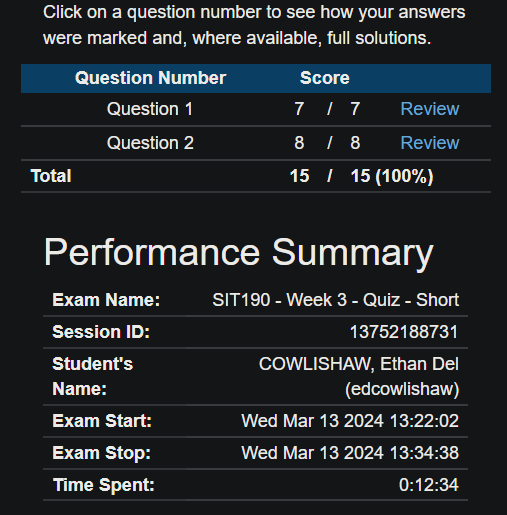 Click on a question number to see how your answers
were marked and, where available, full solutions.
Question Number Score
Question 1 7 / 7 Review
Question 2 8 / 8 Review
Total 15 / 15 (100%)
Performance Summary
Exam Name: SIT190 - Week 3 - Quiz - Short
Session ID: 13752188731
Student's COWLISHAW, Ethan Del
Name: (edcowlishaw)
Exam Start: Wed Mar 13 2024 13:22:02
Exam Stop: Wed Mar 13 2024 13:34:38
Time Spent: 0:12:34